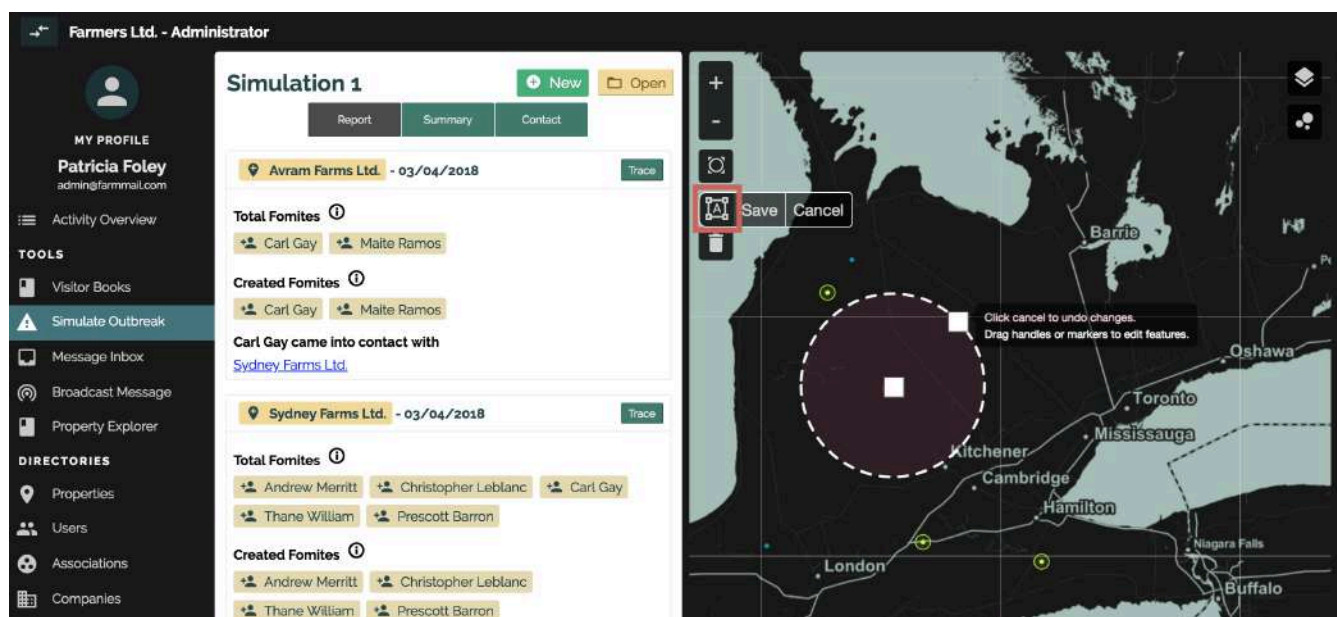 Farmers Ltd. - Administrator
MY PROFILE
Patricia Foley
admin@farmmail.com
Activity Overview
TOOLS
Visitor Books
Simulate Outbreak
Message Inbox
Broadcast Message
Property Explorer
DIRECTORIES
Properties
Users
Associations
Companies
Simulation 1
New
Open
Report
Summary
Contact
Avram Farms Ltd. - 03/04/2018
Trace
Total Fomites
Carl Gay Maite Ramos
Created Fomites
Carl Gay Maite Ramos
Carl Gay came into contact with
Sydney Farms Ltd.
Sydney Farms Ltd. - 03/04/2018
Trace
Total Fomites
Andrew Merritt Christopher Leblanc Carl Gay
Thane William Prescott Barron
Created Fomites
Andrew Merritt Christopher Leblanc
Thane William Prescott Barron
+
-
A Save Cancel
Barrie
Click cancel to undo changes.
Drag handles or markers to edit features.
Oshawa
Toronto
Mississauga
Kitchener
Cambridge
Hamilton
Niagara Falls
London
Buffalo